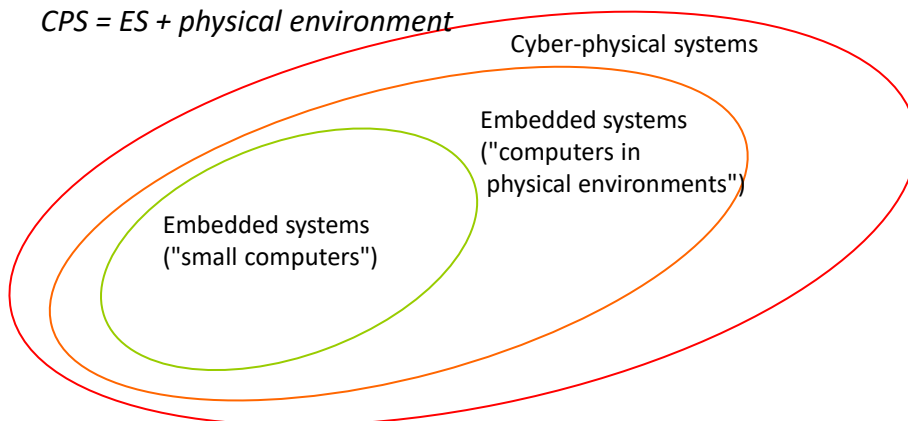 CPS = ES + physical environment
Cyber-physical systems
Embedded systems
("computers in
physical environments")
Embedded systems
("small computers")